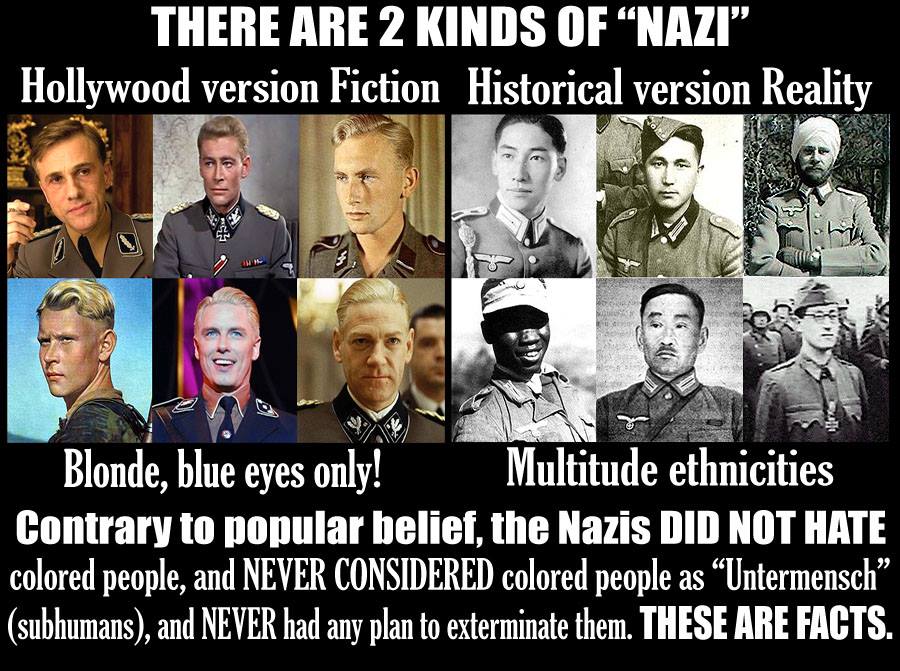 THERE ARE 2 KINDS OF “NAZI”
Hollywood version Fiction
Historical version Reality
Blonde, blue eyes only!
Multitude ethnicities
Contrary to popular belief, the Nazis DID NOT HATE
colored people, and NEVER CONSIDERED colored people as “Untermensch”
(subhumans), and NEVER had any plan to exterminate them. THESE ARE FACTS.